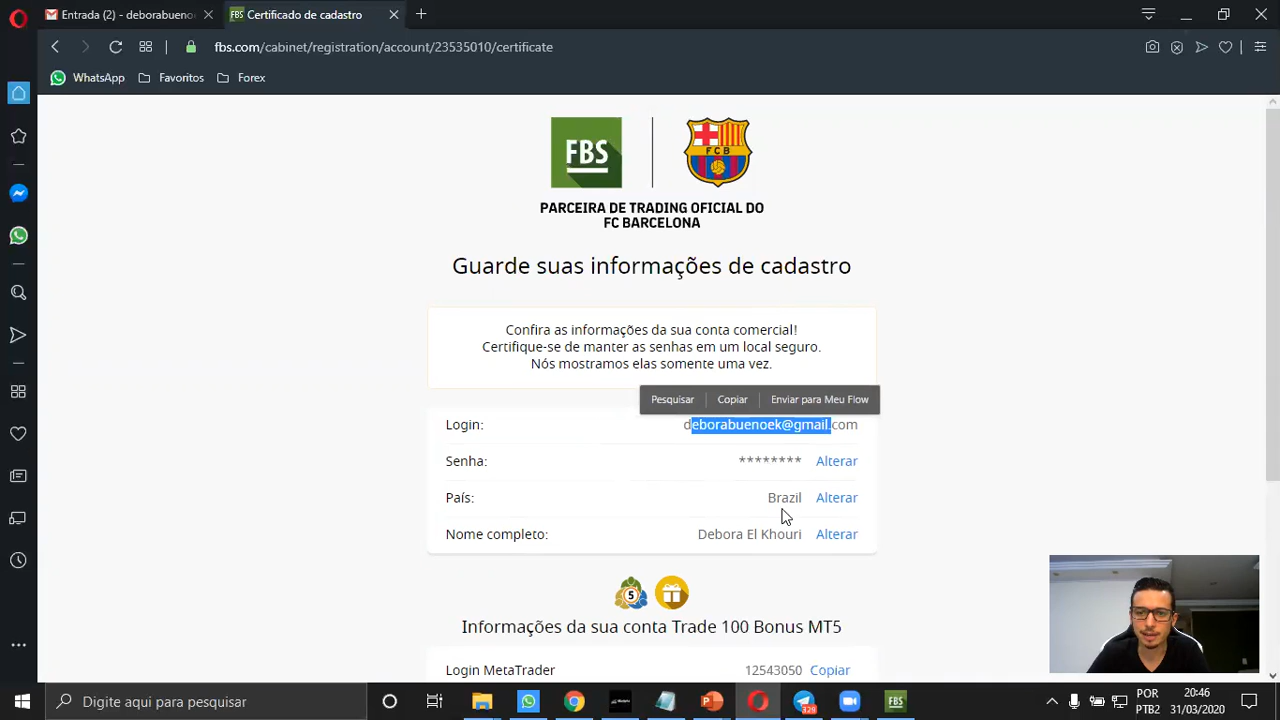 Entrada (2) - deborabueno
Certificado de cadastro
fbs.com/cabinet/registration/account/23535010/certificate
WhatsApp
Favoritos
Forex
FBS
FCB
PARCEIRA DE TRADING OFICIAL DO
FC BARCELONA
Guarde suas informações de cadastro
Confira as informações da sua conta comercial!
Certifique-se de manter as senhas em um local seguro.
Nós mostramos elas somente uma vez.
Pesquisar
Copiar
Enviar para Meu Flow
Login: deborabuenoek@gmail.com
Senha: ******** Alterar
País: Brazil Alterar
Nome completo: Debora El Khouri Alterar
5
Informações da sua conta Trade 100 Bonus MT5
Login MetaTrader 12543050 Copiar
Digite aqui para pesquisar
329
FBS
POR
PTB2
20:46
31/03/2020